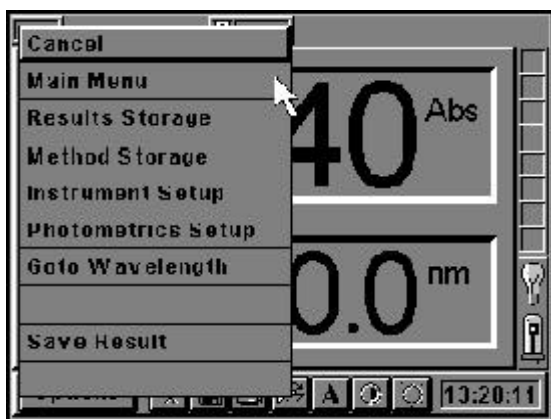 Cancel
Main Menu
Results Storage
Method Storage
Instrument Setup
Photometrics Setup
Goto Wavelength
Save Result
40 Abs
0.0 nm
A
13:20:11